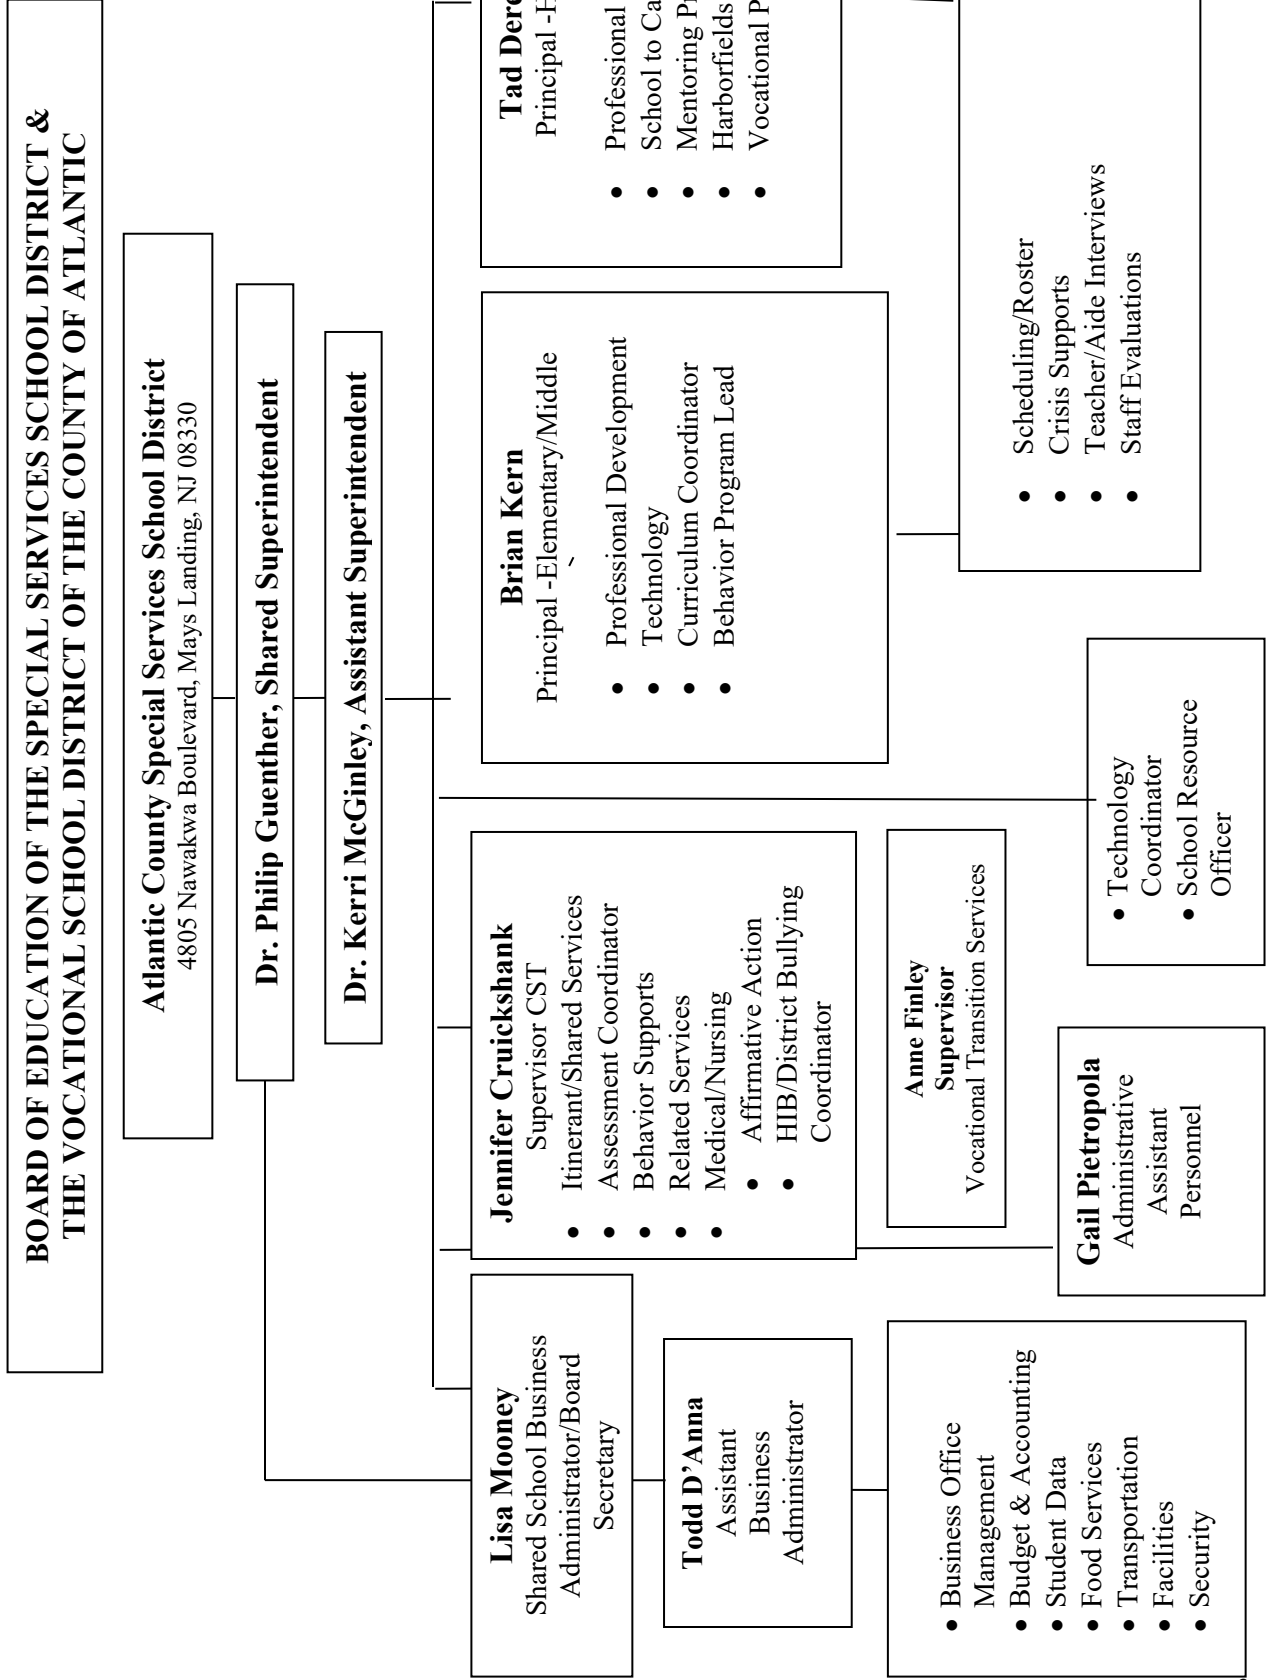 BOARD OF EDUCATION OF THE SPECIAL SERVICES SCHOOL DISTRICT &
THE VOCATIONAL SCHOOL DISTRICT OF THE COUNTY OF ATLANTIC
Atlantic County Special Services School District
4805 Nawakwa Boulevard, Mays Landing, NJ 08330
Dr. Philip Guenther, Shared Superintendent
Dr. Kerri McGinley, Assistant Superintendent
Lisa Mooney
Shared School Business
Administrator/Board
Secretary
Todd D’Anna
Assistant
Business
Administrator
• Business Office
Management
• Budget & Accounting
• Student Data
• Food Services
• Transportation
• Facilities
• Security
Jennifer Cruickshank
Supervisor CST
• Itinerant/Shared Services
• Assessment Coordinator
• Behavior Supports
• Related Services
• Medical/Nursing
• Affirmative Action
• HIB/District Bullying
Coordinator
Anne Finley
Supervisor
Vocational Transition Services
Gail Pietropola
Administrative
Assistant
Personnel
• Technology
Coordinator
• School Resource
Officer
Brian Kern
Principal -Elementary/Middle
• Professional Development
• Technology
• Curriculum Coordinator
• Behavior Program Lead
Tad Dere
Principal -H
• Professional
• School to Ca
• Mentoring Pr
• Harborfields
• Vocational P
• Scheduling/Roster
• Crisis Supports
• Teacher/Aide Interviews
• Staff Evaluations